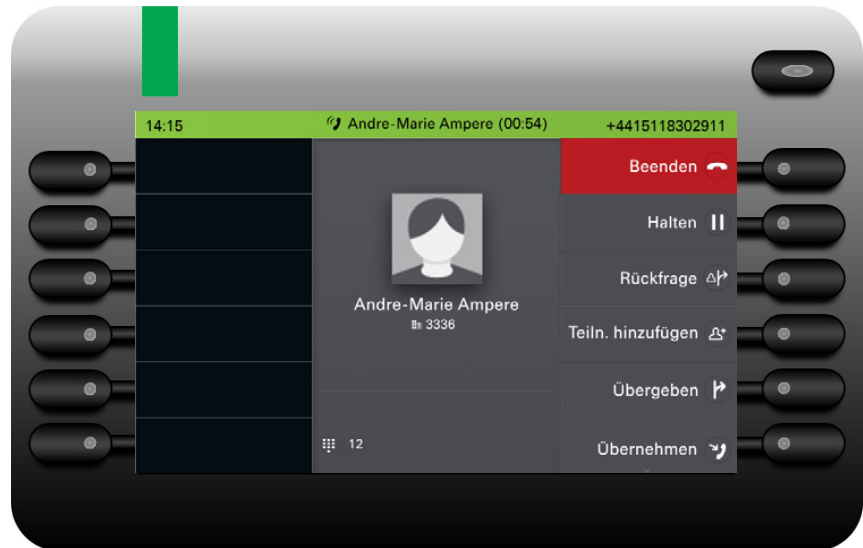 14:15
Andre-Marie Ampere (00:54)
+4415118302911
Beenden
Halten
Rückfrage
Andre-Marie Ampere
3336
Teiln. hinzufügen
Übergeben
12
Übernehmen